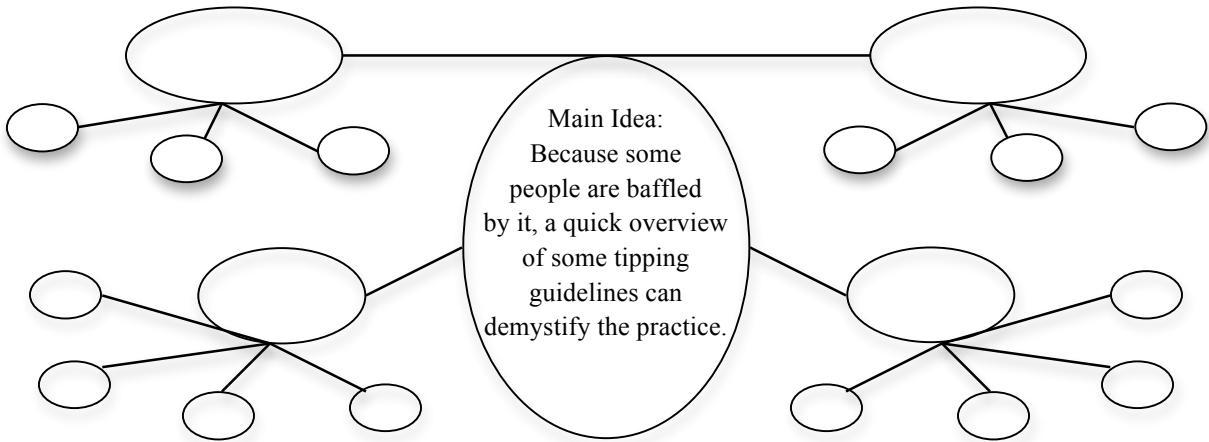 Main Idea:
Because some
people are baffled
by it, a quick overview
of some tipping
guidelines can
demystify the practice.